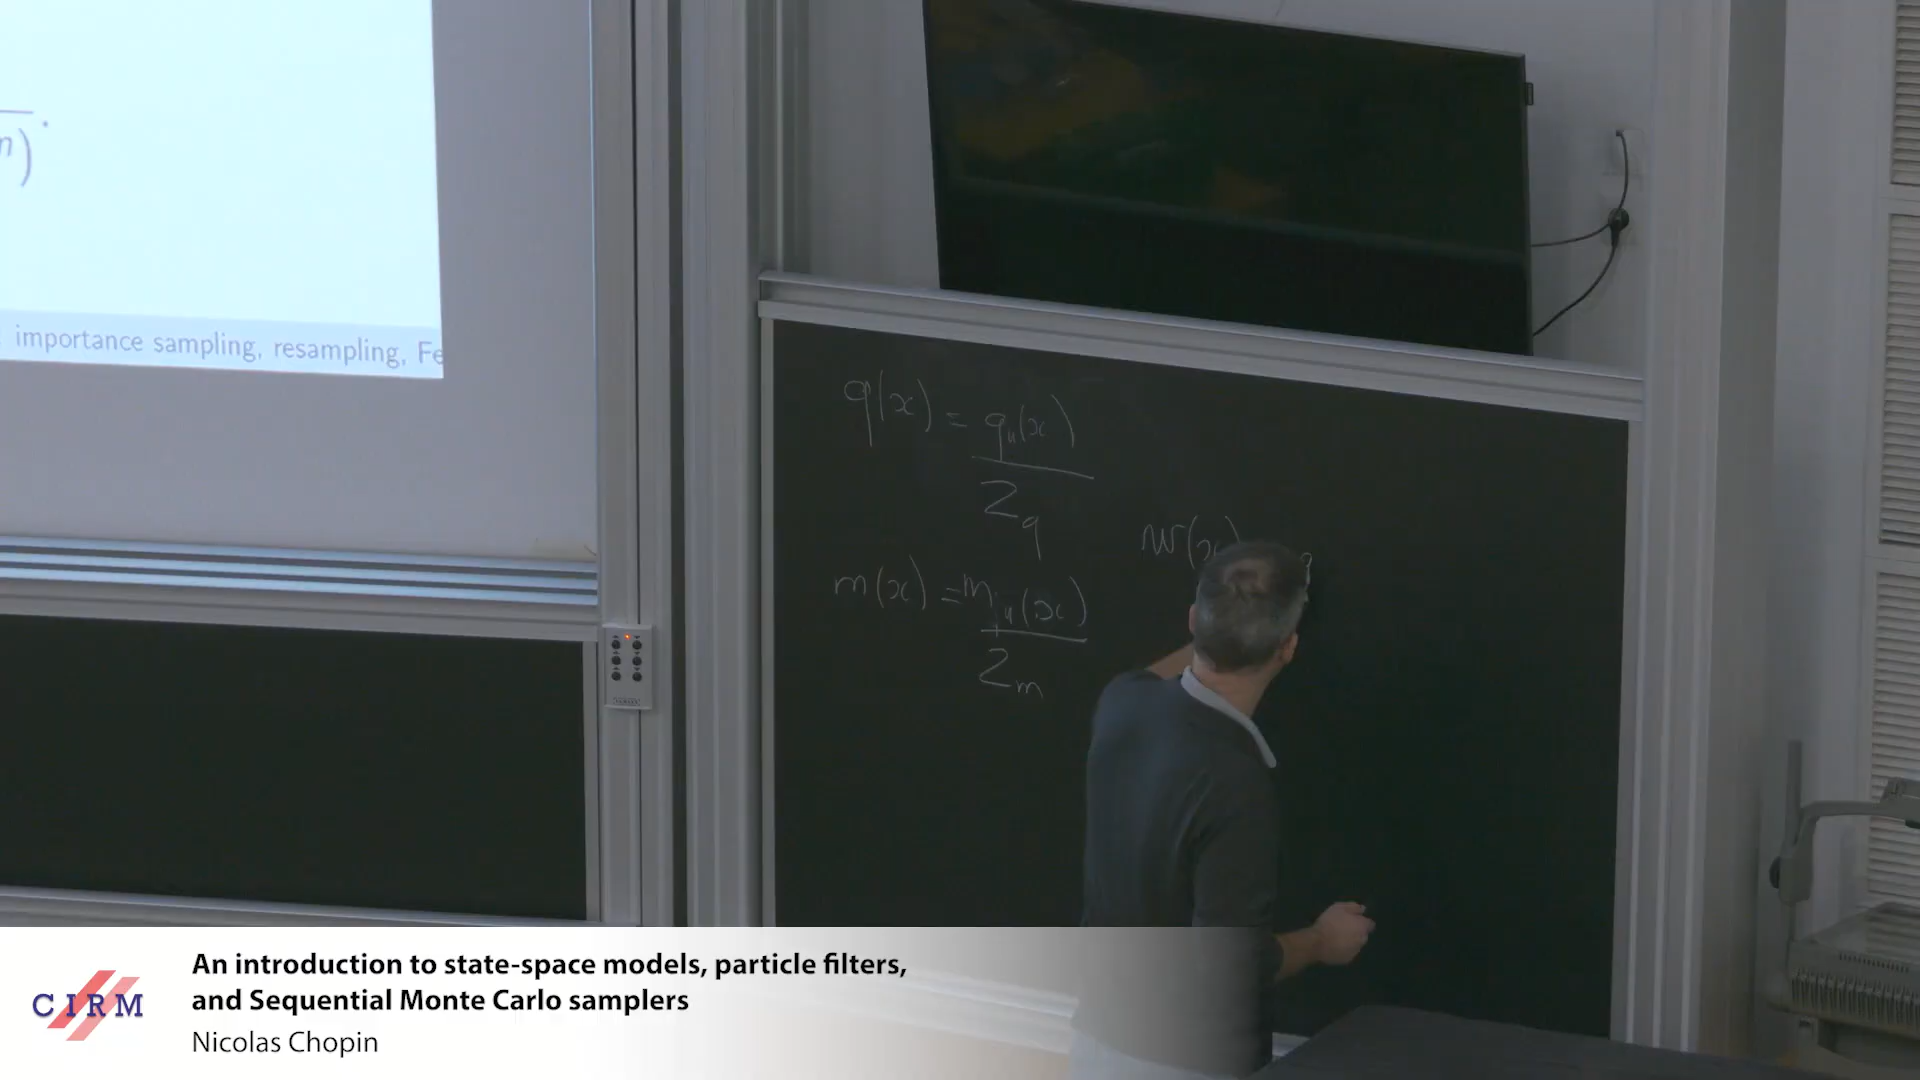 n).
importance sampling, resampling, Fe
q(x) = q_u(x)
Z_q
w(x)
m(x) = m_u(x)
Z_m
CIRM
An introduction to state-space models, particle filters,
and Sequential Monte Carlo samplers
Nicolas Chopin